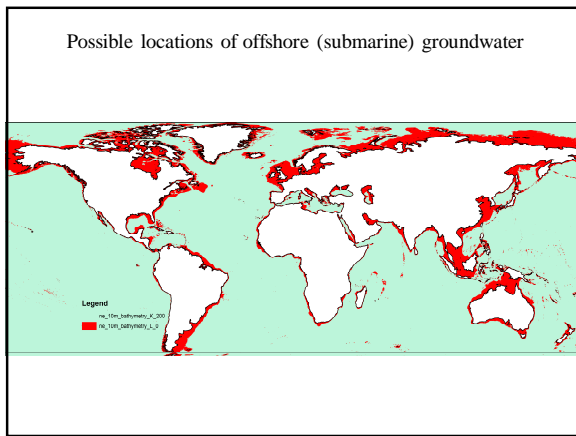 Possible locations of offshore (submarine) groundwater
Legend
ne_10m_bathymetry_K_200
ne_10m_bathymetry_L_0